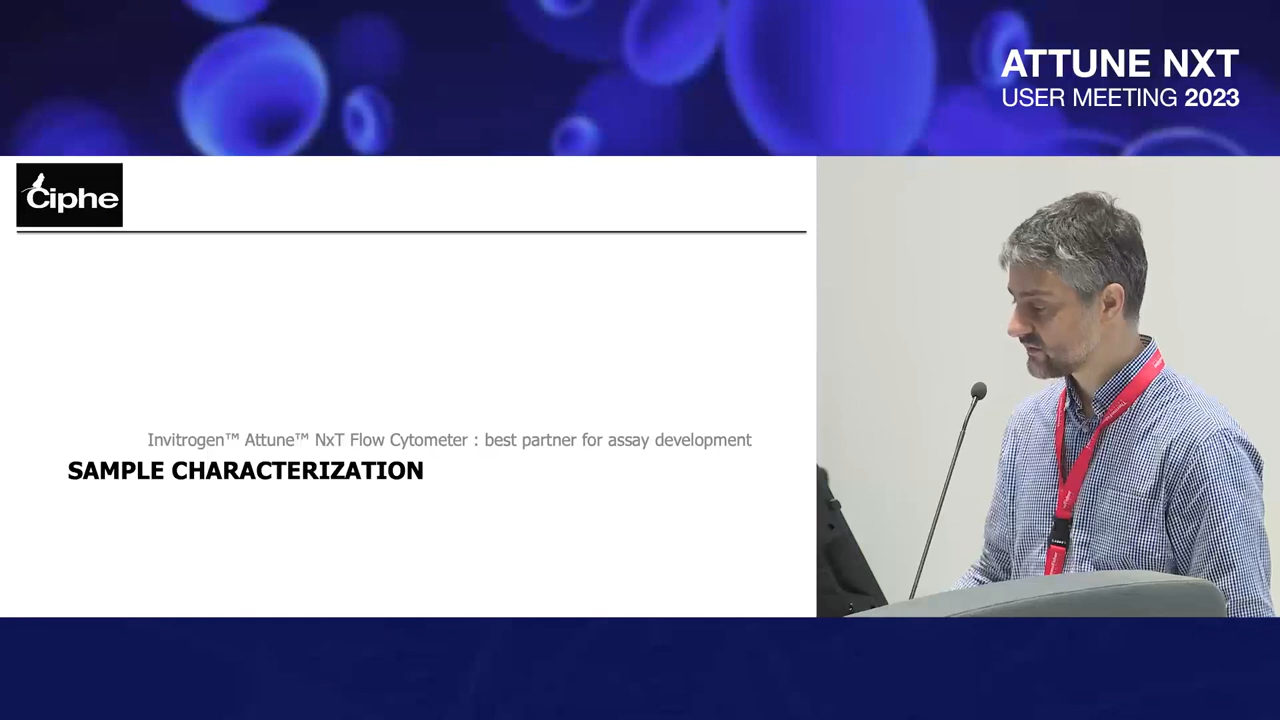 ATTUNE NXT
USER MEETING 2023
Ciphe
Invitrogen™ Attune™ NxT Flow Cytometer : best partner for assay development
SAMPLE CHARACTERIZATION